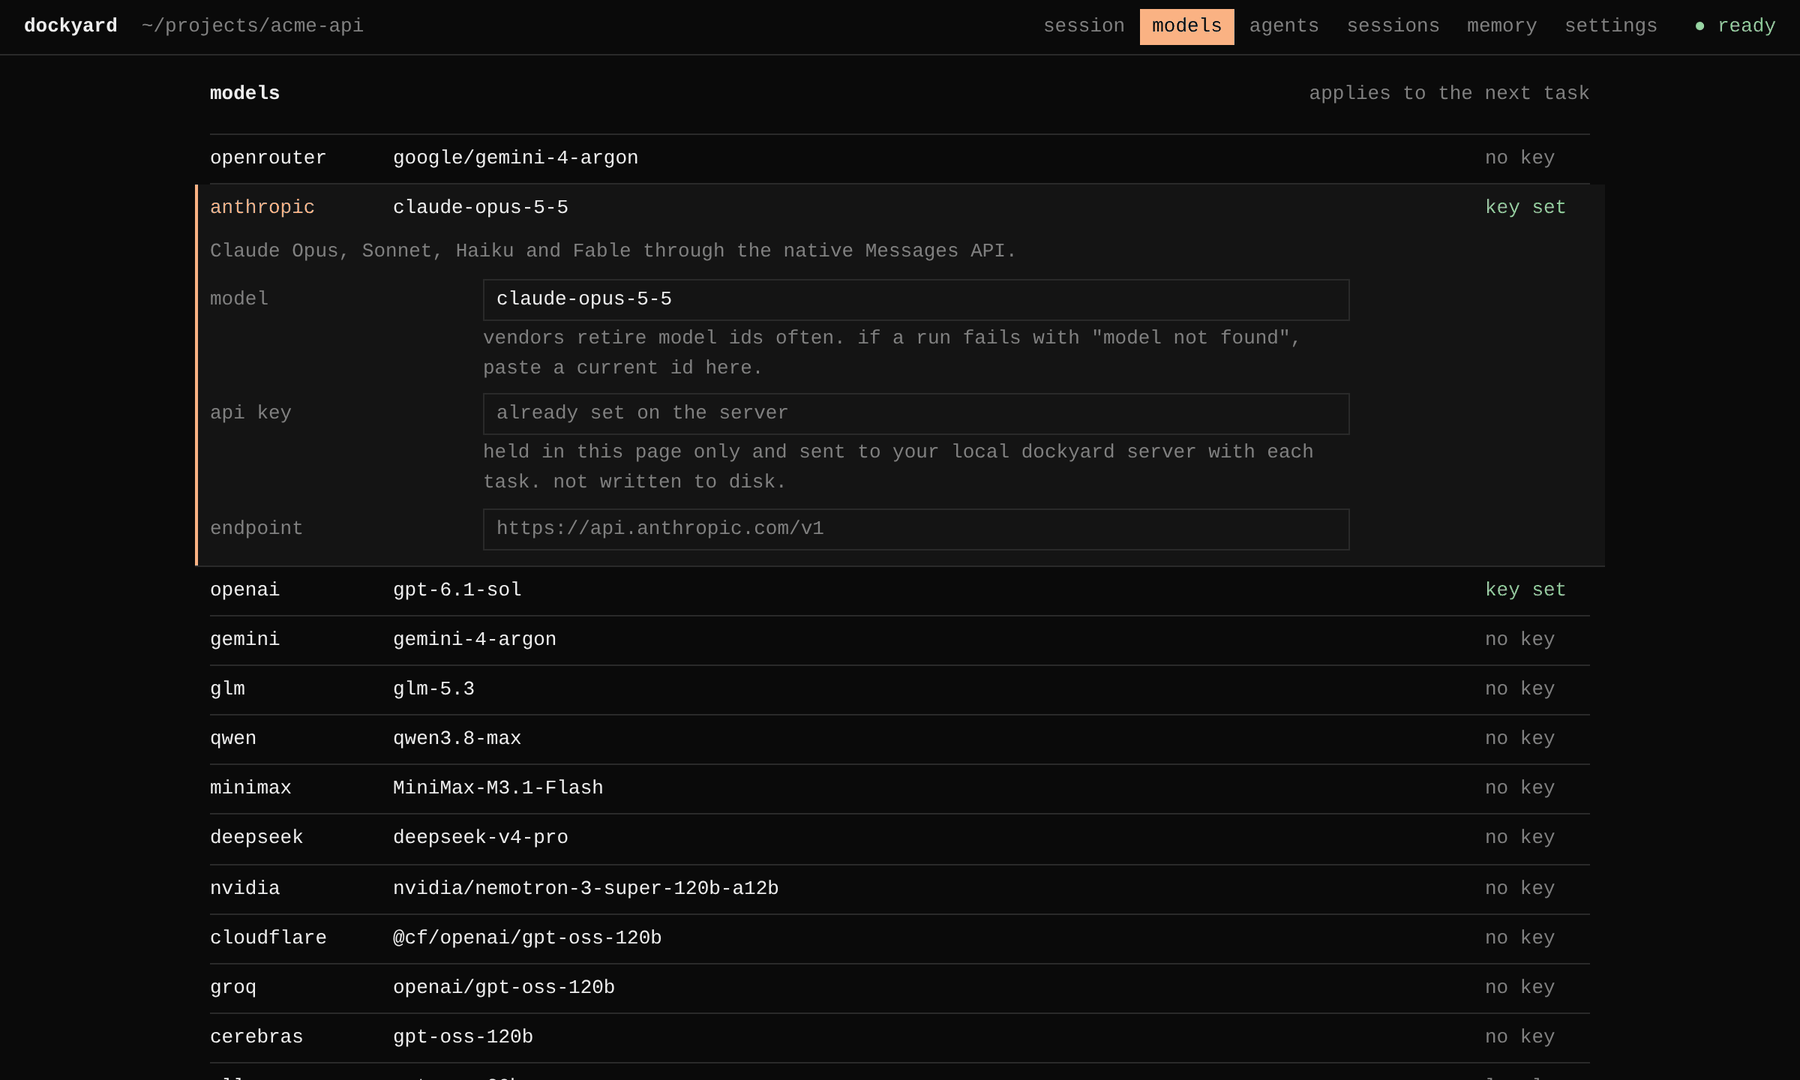 dockyard ~/projects/acme-api session models agents sessions memory settings ● ready
models applies to the next task
openrouter google/gemini-4-argon no key
anthropic claude-opus-5-5 key set
Claude Opus, Sonnet, Haiku and Fable through the native Messages API.
model claude-opus-5-5
vendors retire model ids often. if a run fails with "model not found",
paste a current id here.
api key already set on the server
held in this page only and sent to your local dockyard server with each
task. not written to disk.
endpoint https://api.anthropic.com/v1
openai gpt-6.1-sol key set
gemini gemini-4-argon no key
glm glm-5.3 no key
qwen qwen3.8-max no key
minimax MiniMax-M3.1-Flash no key
deepseek deepseek-v4-pro no key
nvidia nvidia/nemotron-3-super-120b-a12b no key
cloudflare @cf/openai/gpt-oss-120b no key
groq openai/gpt-oss-120b no key
cerebras gpt-oss-120b no key